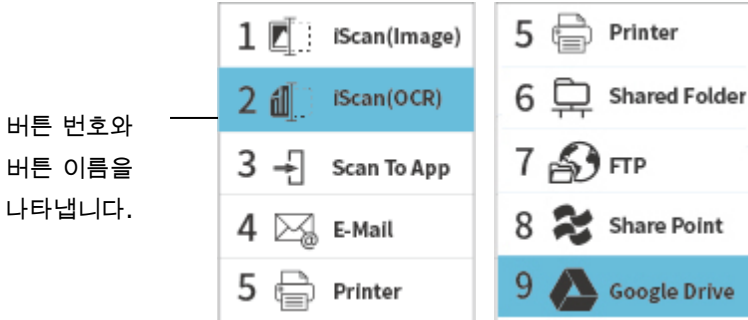 버튼 번호와
버튼 이름을
나타냅니다.
1 iScan(Image)
2 iScan(OCR)
3 Scan To App
4 E-Mail
5 Printer
5 Printer
6 Shared Folder
7 FTP
8 Share Point
9 Google Drive